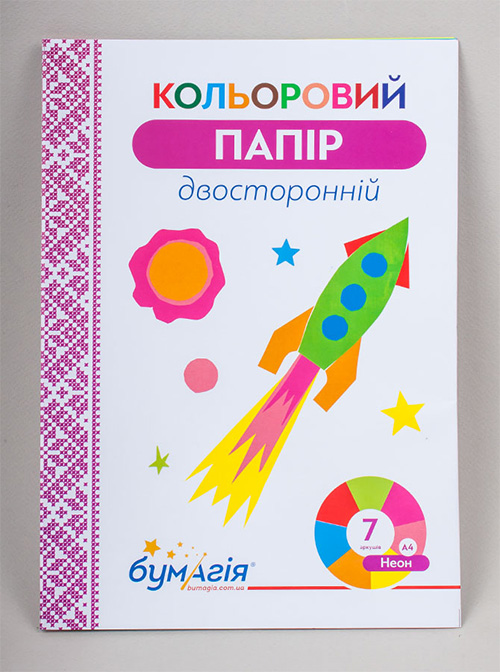 КОЛЬОРОВИЙ
ПАПІР
двосторонній
7
аркушів
А4
Неон
бумагія®
bumagia.com.ua